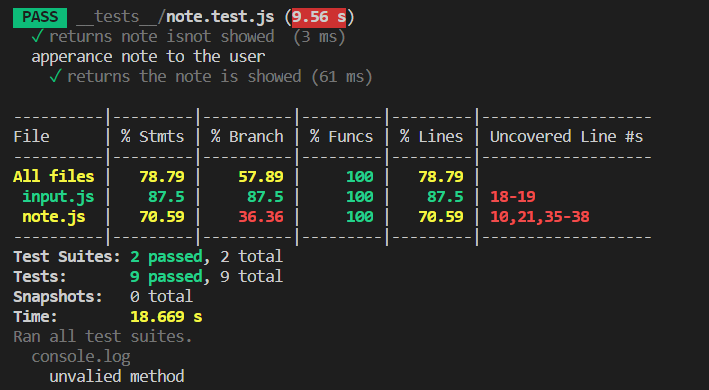 PASS __tests__/note.test.js (9.56 s)
✓ returns note isnot showed (3 ms)
apperance note to the user
✓ returns the note is showed (61 ms)
----------|---------|----------|---------|---------|-------------------
File      | % Stmts | % Branch | % Funcs | % Lines | Uncovered Line #s
----------|---------|----------|---------|---------|-------------------
All files |   78.79 |    57.89 |     100 |   78.79 |
input.js |    87.5 |     87.5 |     100 |    87.5 | 18-19
note.js  |   70.59 |    36.36 |     100 |   70.59 | 10,21,35-38
----------|---------|----------|---------|---------|-------------------
Test Suites: 2 passed, 2 total
Tests:       9 passed, 9 total
Snapshots:   0 total
Time:        18.669 s
Ran all test suites.
console.log
unvalied method